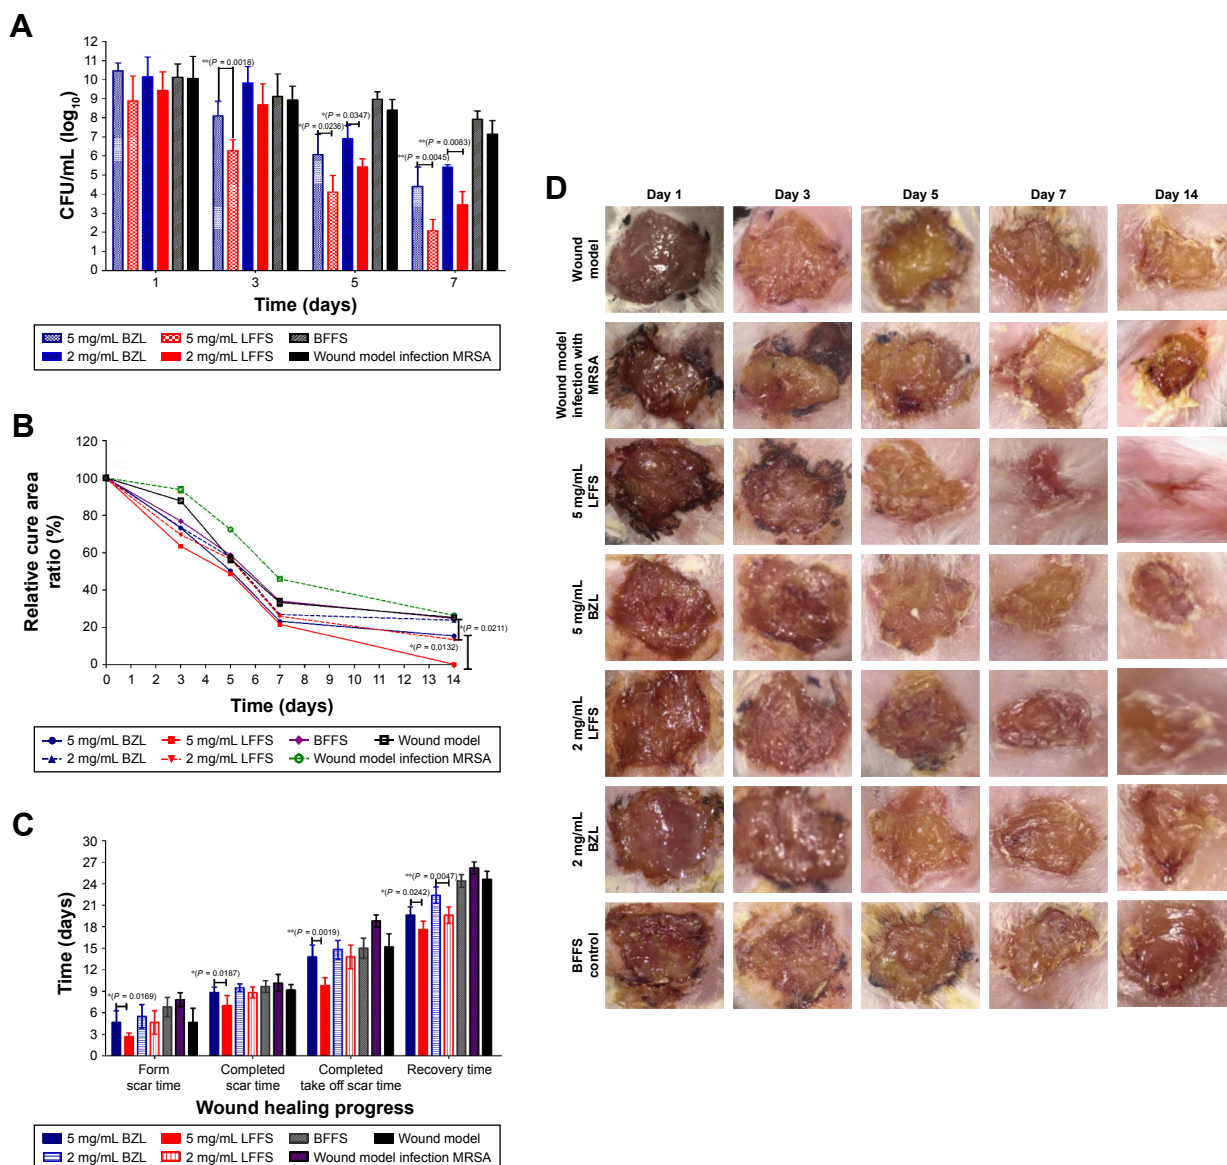 A
CFU/mL (log10)
12
11
10
9
8
7
6
5
4
3
2
1
0
**(P = 0.0018)
*(P = 0.0236)
*(P = 0.0347)
**(P = 0.0045)
**(P = 0.0083)
1 3 5 7
Time (days)
5 mg/mL BZL 5 mg/mL LFFS BFFS
2 mg/mL BZL 2 mg/mL LFFS Wound model infection MRSA
B
Relative cure area
ratio (%)
120
100
80
60
40
20
0
*(P = 0.0211)
*(P = 0.0132)
0 0 1 2 3 4 5 6 7 8 9 10 11 12 13 14
Time (days)
5 mg/mL BZL 5 mg/mL LFFS BFFS Wound model
2 mg/mL BZL 2 mg/mL LFFS Wound model infection MRSA
C
Time (days)
30
27
24
21
18
15
12
9
6
3
0
*(P = 0.0169)
*(P = 0.0187)
**(P = 0.0019)
*(P = 0.0242)
**(P = 0.0047)
Form
scar time
Completed
scar time
Completed
take off scar time
Recovery time
Wound healing progress
5 mg/mL BZL 5 mg/mL LFFS BFFS Wound model
2 mg/mL BZL 2 mg/mL LFFS Wound model infection MRSA
D
Day 1 Day 3 Day 5 Day 7 Day 14
Wound
model
Wound model
infection with
MRSA
5 mg/mL
LFFS
5 mg/mL
BZL
2 mg/mL
LFFS
2 mg/mL
BZL
BFFS
control